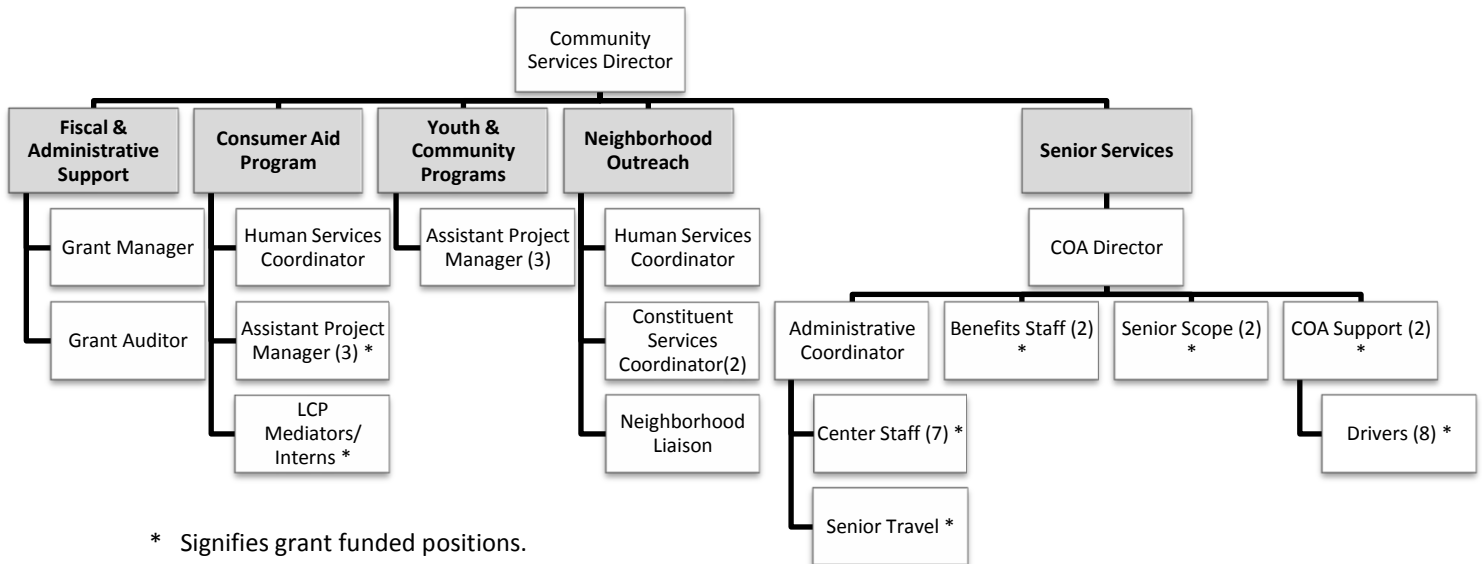 Community
Services Director
Fiscal &
Administrative
Support
Consumer Aid
Program
Youth &
Community
Programs
Neighborhood
Outreach
Senior Services
Grant Manager
Grant Auditor
Human Services
Coordinator
Assistant Project
Manager (3) *
LCP
Mediators/
Interns *
Assistant Project
Manager (3)
Human Services
Coordinator
Constituent
Services
Coordinator(2)
Neighborhood
Liaison
COA Director
Administrative
Coordinator
Center Staff (7) *
Senior Travel *
Benefits Staff (2)
*
Senior Scope (2)
*
COA Support (2)
*
Drivers (8) *
* Signifies grant funded positions.